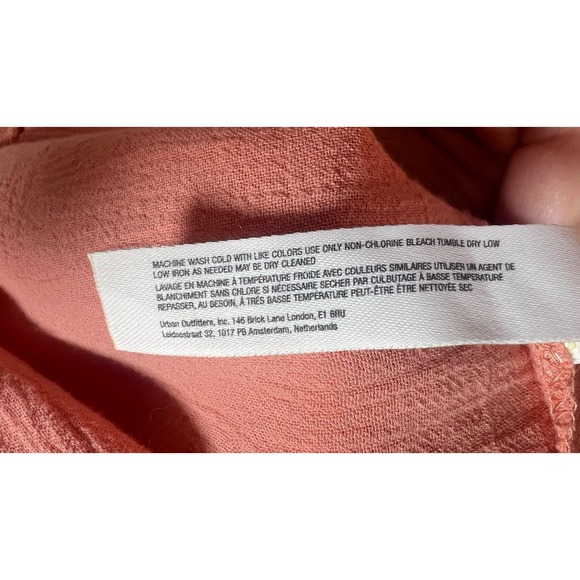 MACHINE WASH COLD WITH LIKE COLORS USE ONLY NON-CHLORINE BLEACH TUMBLE DRY LOW
LOW IRON AS NEEDED MAY BE DRY CLEANED
LAVAGE EN MACHINE À TEMPÉRATURE FROIDE AVEC COULEURS SIMILAIRES UTILISER UN AGENT DE
BLANCHIMENT SANS CHLORE SI NÉCESSAIRE SECHER PAR CULBUTAGE À BASSE TEMPÉRATURE
REPASSER, AU BESOIN, À TRÉS BASSE TEMPÉRATURE PEUT-ÊTRE ÊTRE NETTOYÉE SEC
Urban Outfitters, Inc. 146 Brick Lane London, E1 6RU
Leidsestraat 32, 1017 PB Amsterdam, Netherlands